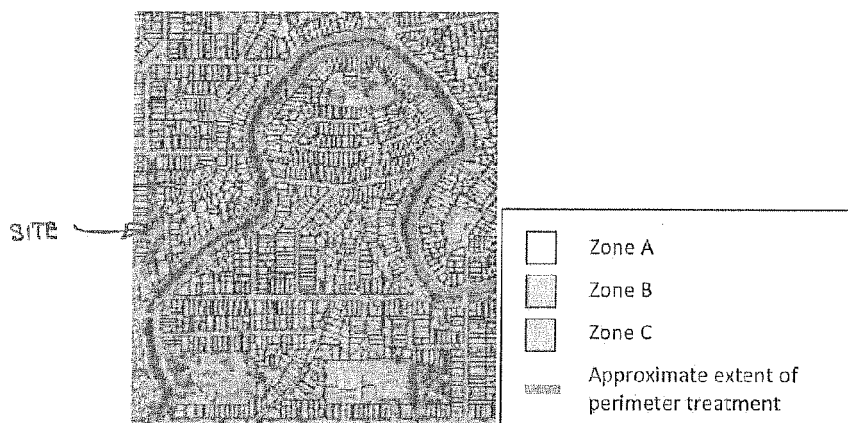 SITE
Zone A
Zone B
Zone C
Approximate extent of
perimeter treatment